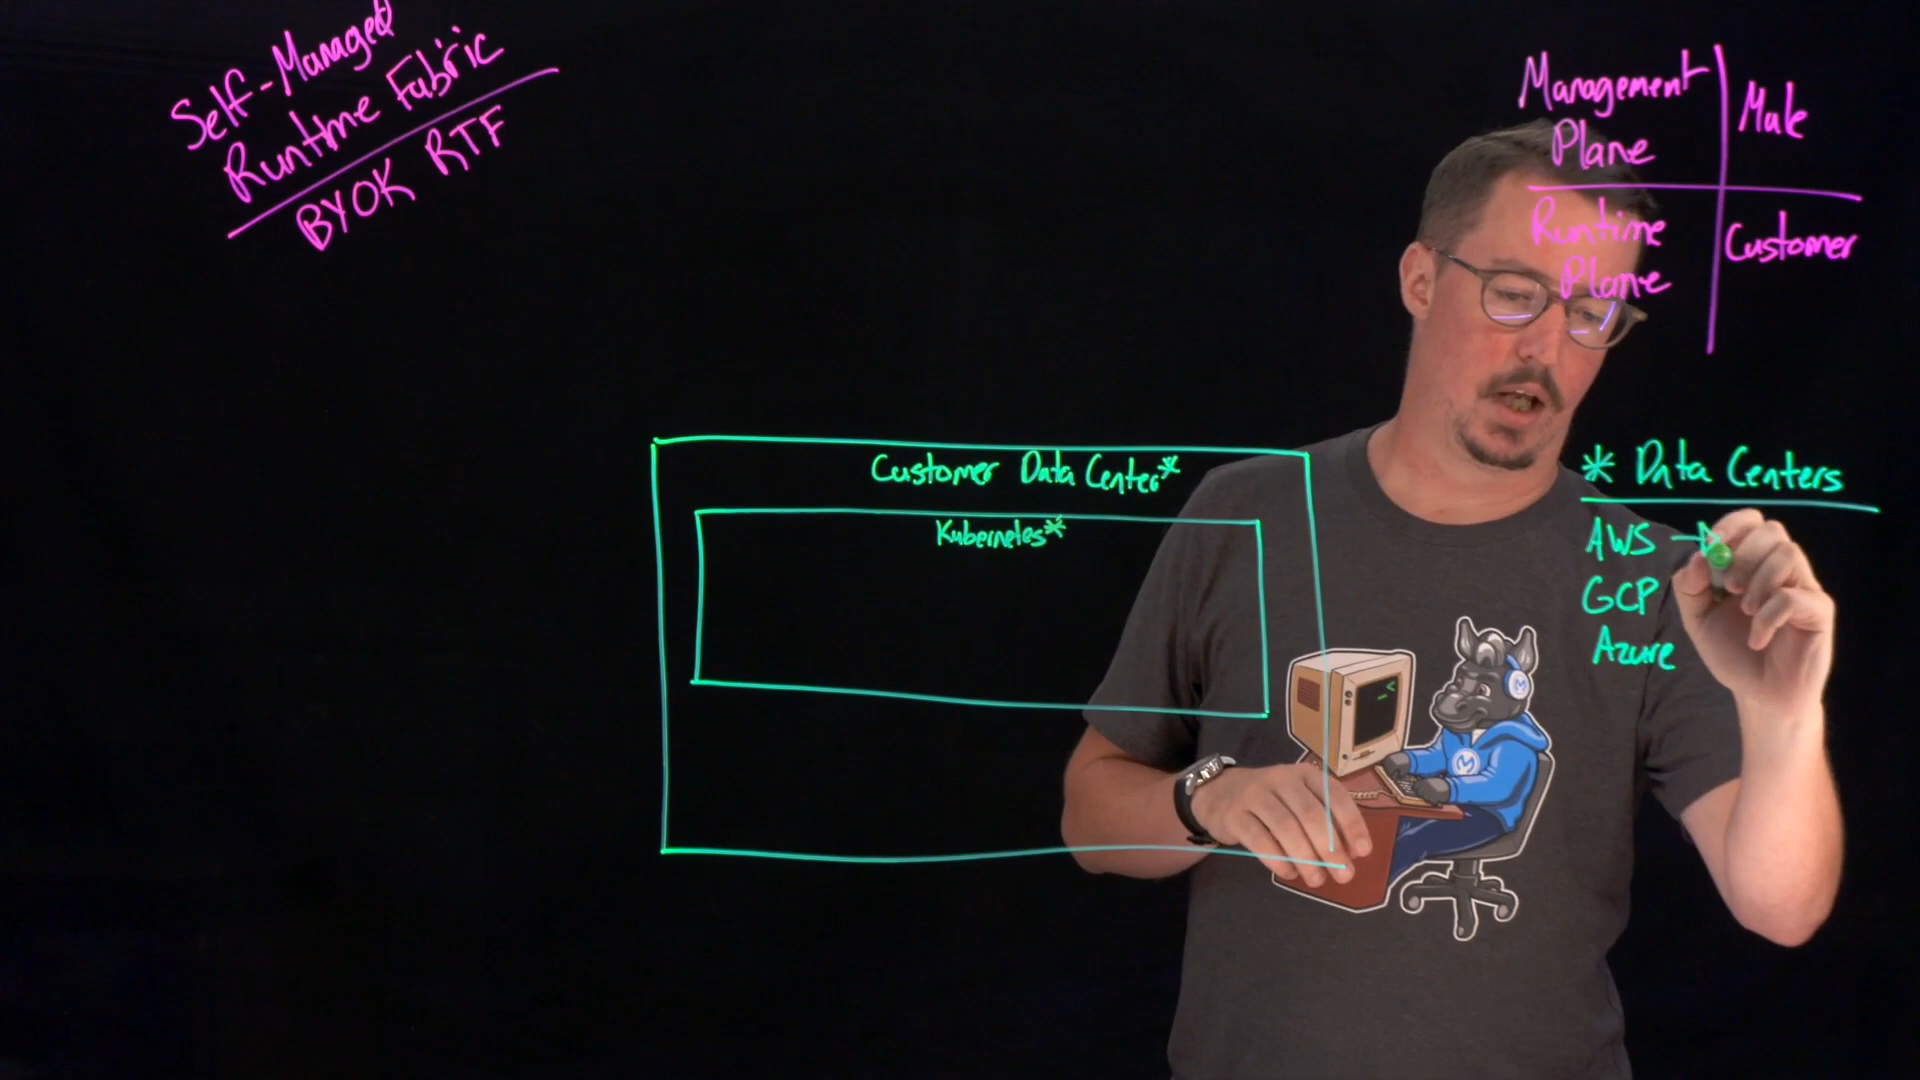 Self-Managed
Runtime Fabric
BYOK RTF
Management
Plane
Mule
Runtime
Plane
Customer
Customer Data Center*
Kubernetes*
* Data Centers
AWS →
GCP
Azure